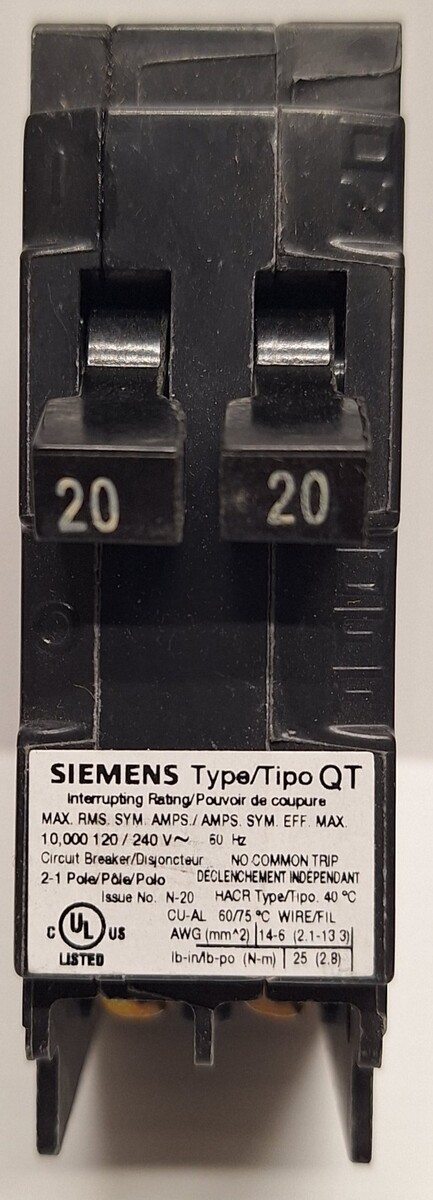 20 20
SIEMENS Type/Tipo QT
Interrupting Rating/Pouvoir de coupure
MAX. RMS. SYM. AMPS./ AMPS. SYM. EFF. MAX.
10,000 120 / 240 V~ 60 Hz
Circuit Breaker/Disjoncteur NO COMMON TRIP
2-1 Pole/Pôle/Polo DÉCLENCHEMENT INDÉPENDANT
Issue No. N-20 HACR Type/Tipo. 40 °C
CU-AL 60/75 °C WIRE/FIL
C UL US AWG (mm^2) 14-6 (2.1-13.3)
LISTED lb-in/lb-po (N-m) 25 (2.8)